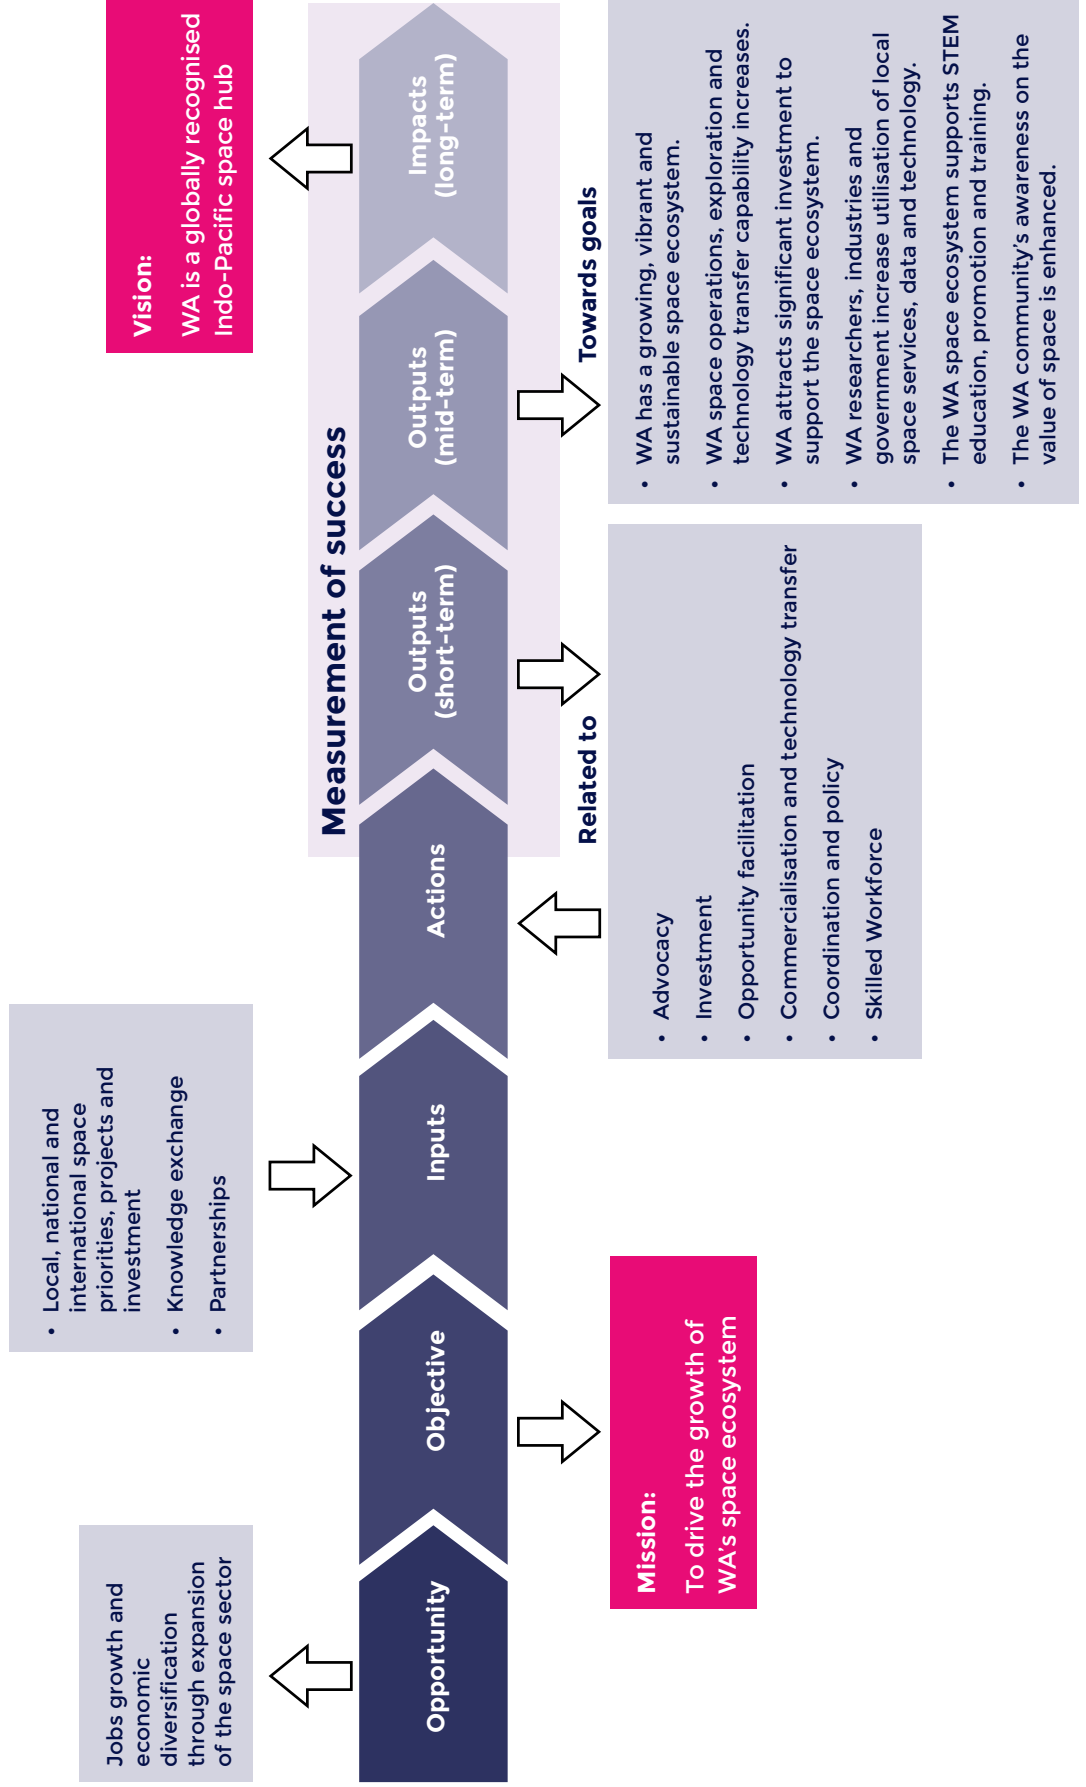 Jobs growth and
economic
diversification
through expansion
of the space sector
• Local, national and
international space
priorities, projects and
investment
• Knowledge exchange
• Partnerships
Vision:
WA is a globally recognised
Indo-Pacific space hub
Measurement of success
Opportunity
Objective
Inputs
Actions
Outputs
(short-term)
Outputs
(mid-term)
Impacts
(long-term)
Mission:
To drive the growth of
WA’s space ecosystem
Related to
• Advocacy
• Investment
• Opportunity facilitation
• Commercialisation and technology transfer
• Coordination and policy
• Skilled Workforce
Towards goals
• WA has a growing, vibrant and
sustainable space ecosystem.
• WA space operations, exploration and
technology transfer capability increases.
• WA attracts significant investment to
support the space ecosystem.
• WA researchers, industries and
government increase utilisation of local
space services, data and technology.
• The WA space ecosystem supports STEM
education, promotion and training.
• The WA community’s awareness on the
value of space is enhanced.